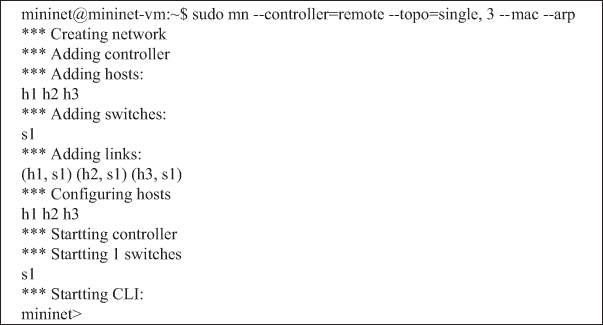 mininet@mininet-vm:~$ sudo mn --controller=remote --topo=single, 3 --mac --arp
*** Creating network
*** Adding controller
*** Adding hosts:
h1 h2 h3
*** Adding switches:
s1
*** Adding links:
(h1, s1) (h2, s1) (h3, s1)
*** Configuring hosts
h1 h2 h3
*** Startting controller
*** Startting 1 switches
s1
*** Startting CLI:
mininet>